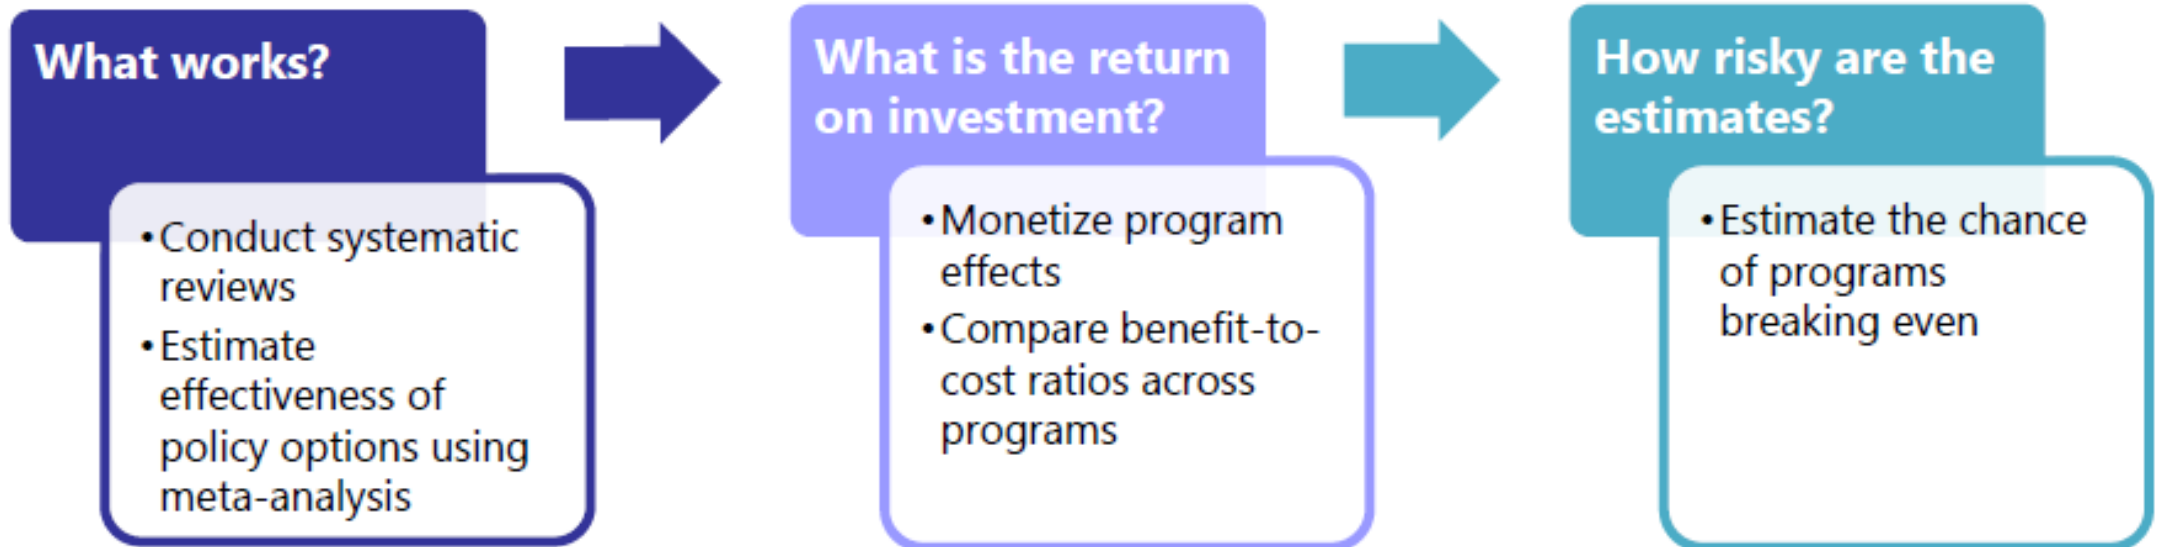 What works?
•Conduct systematic
reviews
•Estimate
effectiveness of
policy options using
meta-analysis
What is the return
on investment?
•Monetize program
effects
•Compare benefit-to-
cost ratios across
programs
How risky are the
estimates?
•Estimate the chance
of programs
breaking even